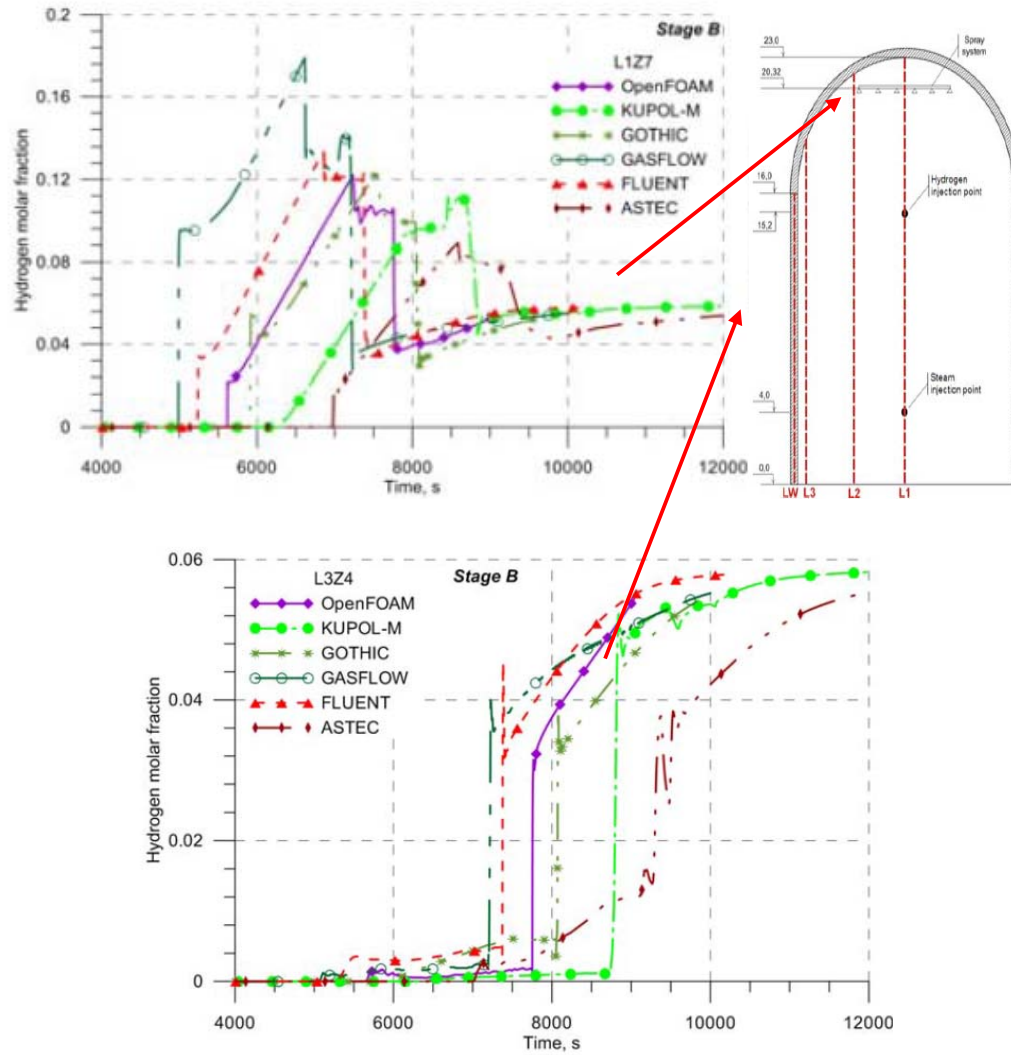 Stage B
L1Z7
OpenFOAM
KUPOL-M
GOTHIC
GASFLOW
FLUENT
ASTEC
Hydrogen molar fraction
0.2
0.16
0.12
0.08
0.04
0
4000
6000
8000
10000
12000
Time, s
23,0
20,32
16,0
15,2
4,0
0,0
Spray
system
Hydrogen
injection point
Steam
injection point
LW
L3
L2
L1
L3Z4
Stage B
OpenFOAM
KUPOL-M
GOTHIC
GASFLOW
FLUENT
ASTEC
Hydrogen molar fraction
0.06
0.04
0.02
0
4000
6000
8000
10000
12000
Time, s